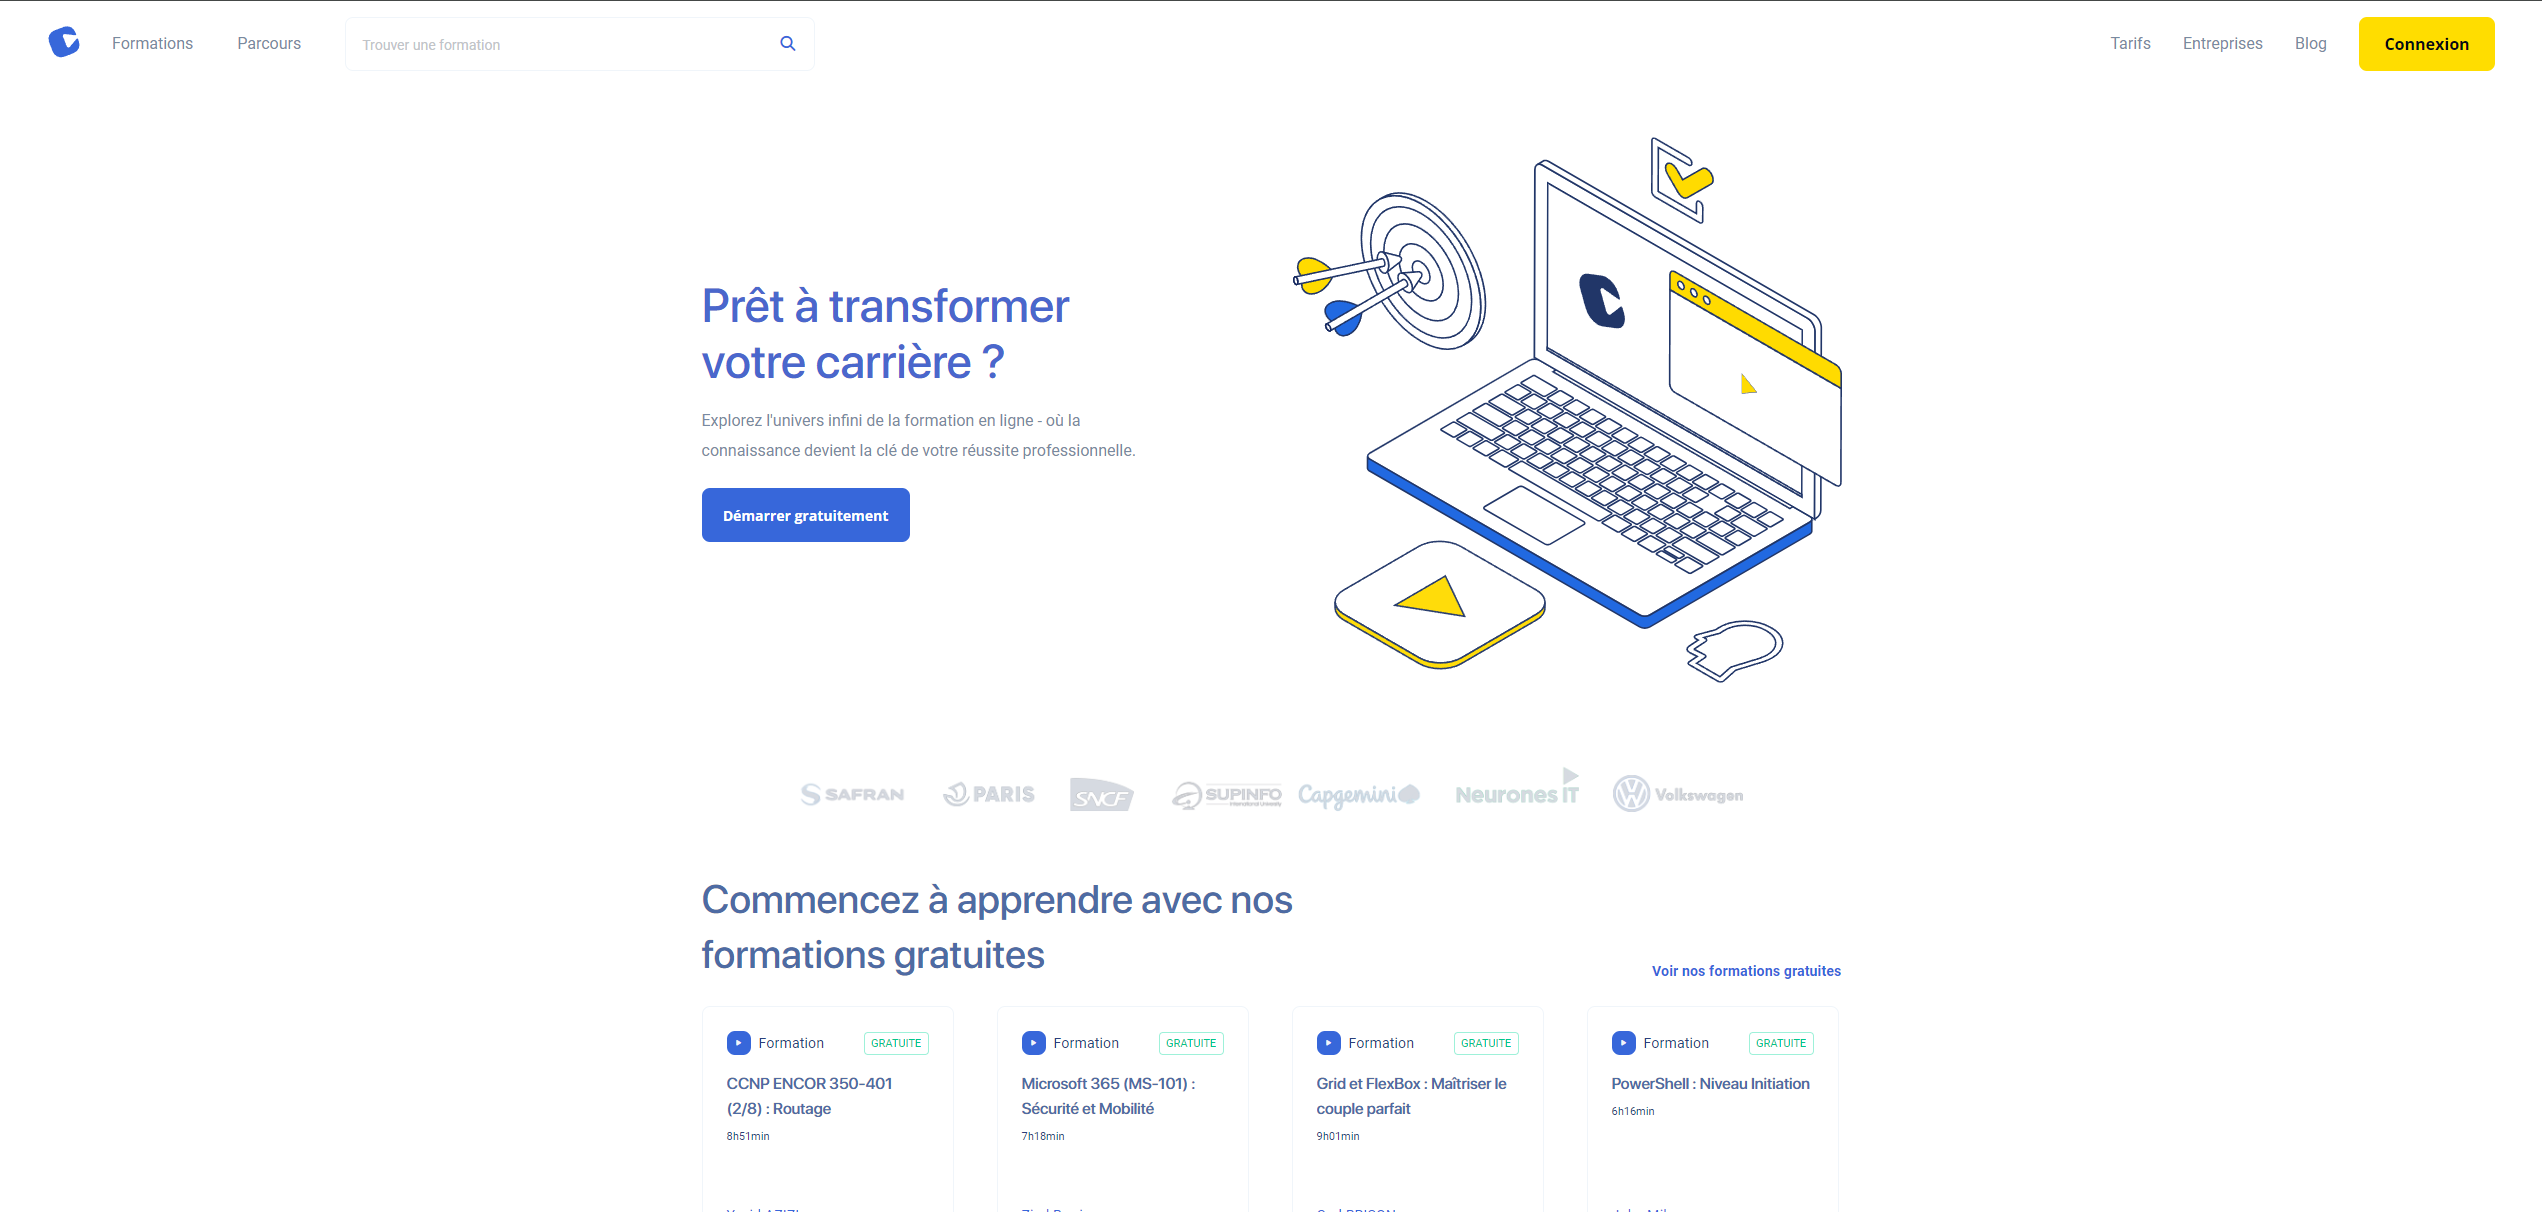 Formations
Parcours
Trouver une formation
Tarifs
Entreprises
Blog
Connexion
Prêt à transformer
votre carrière ?
Explorez l'univers infini de la formation en ligne - où la
connaissance devient la clé de votre réussite professionnelle.
Démarrer gratuitement
SAFRAN
PARIS
SNCF
SUPINFO
International University
Capgemini
Neurones IT
Volkswagen
Commencez à apprendre avec nos
formations gratuites
Voir nos formations gratuites
Formation
GRATUITE
CCNP ENCOR 350-401
(2/8) : Routage
8h51min
Formation
GRATUITE
Microsoft 365 (MS-101) :
Sécurité et Mobilité
7h18min
Formation
GRATUITE
Grid et FlexBox : Maîtriser le
couple parfait
9h01min
Formation
GRATUITE
PowerShell : Niveau Initiation
6h16min